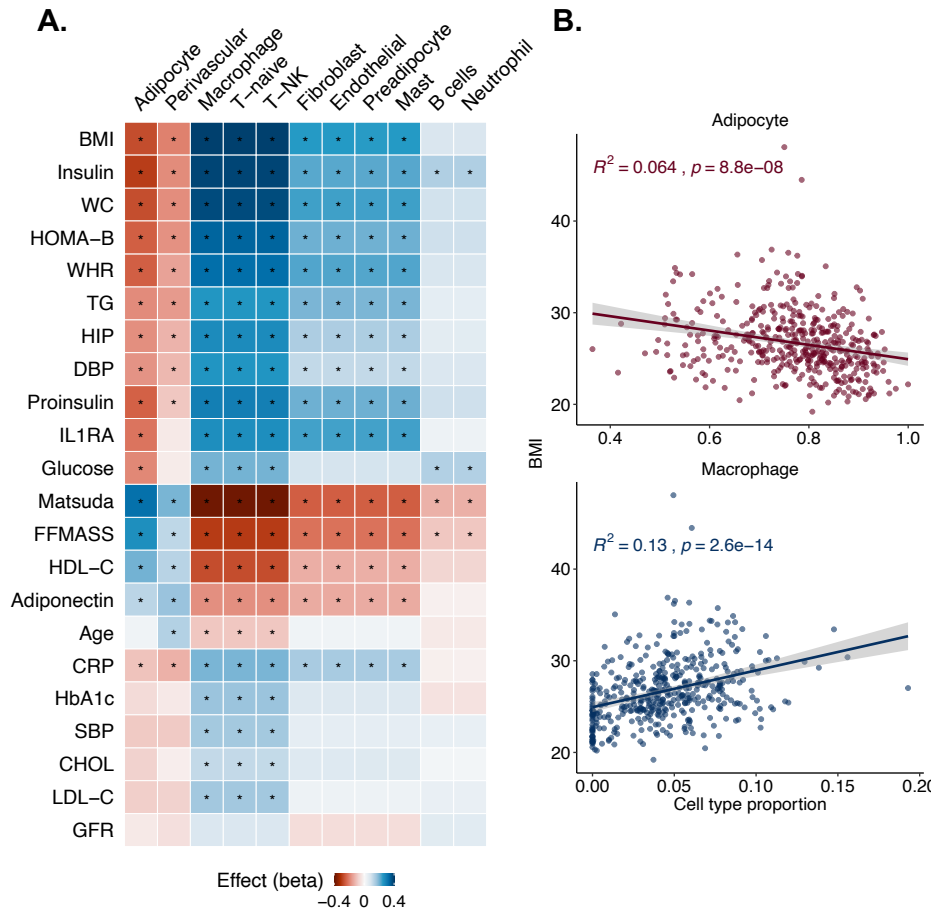 A.
Adipocyte
Perivascular
Macrophage
T−naive
T−NK
Fibroblast
Endothelial
Preadipocyte
Mast
B cells
Neutrophil
BMI
Insulin
WC
HOMA−B
WHR
TG
HIP
DBP
Proinsulin
IL1RA
Glucose
Matsuda
FFMASS
HDL−C
Adiponectin
Age
CRP
HbA1c
SBP
CHOL
LDL−C
GFR
Effect (beta)
−0.4 0 0.4
B.
Adipocyte
R² = 0.064 , p = 8.8e−08
40
30
20
0.4 0.6 0.8 1.0
BMI
Macrophage
R² = 0.13 , p = 2.6e−14
40
30
20
0.00 0.05 0.10 0.15 0.20
Cell type proportion